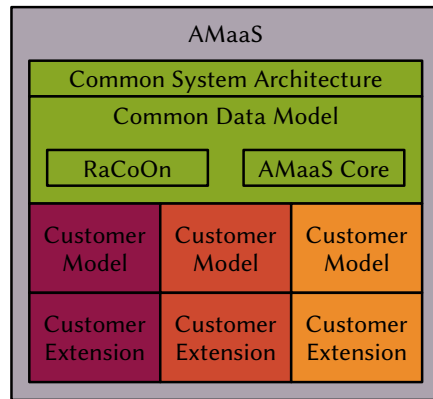 AMaaS
Common System Architecture
Common Data Model
RaCoOn AMaaS Core
Customer Customer Customer
Model Model Model
Customer Customer Customer
Extension Extension Extension